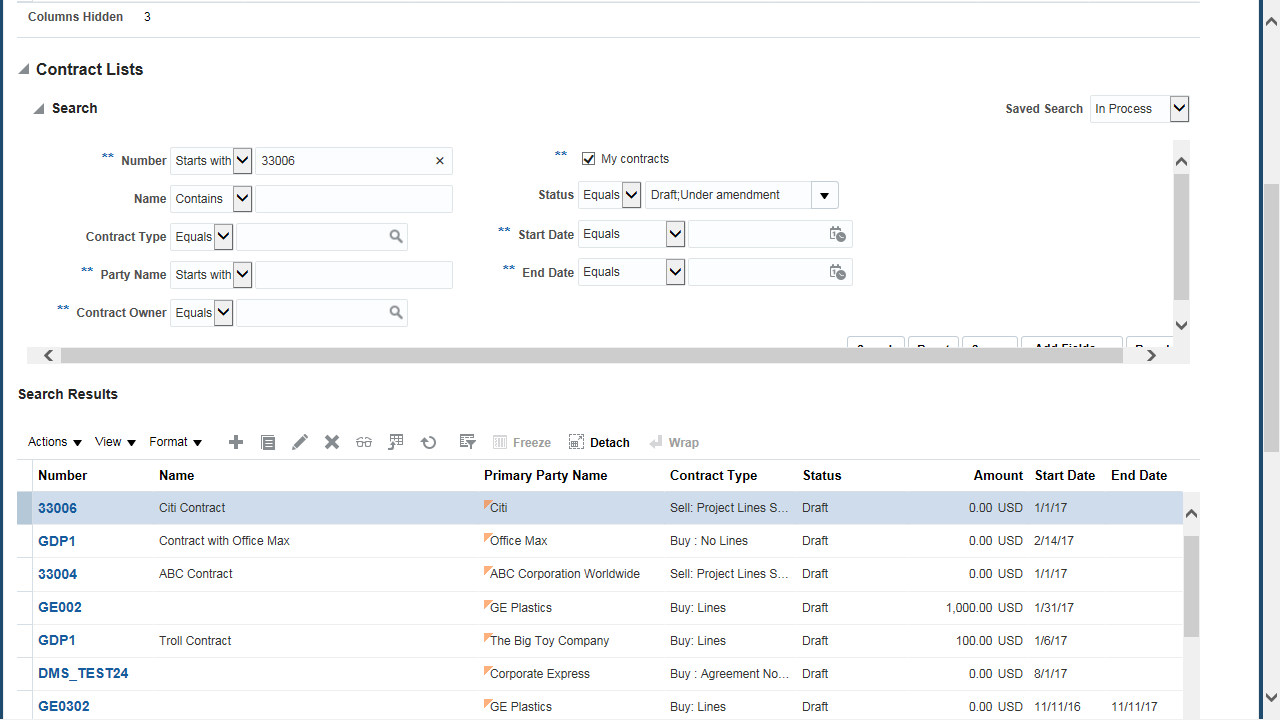 Columns Hidden 3
Contract Lists
Search
Saved Search In Process
** Number Starts with 33006
** My contracts
Name Contains
Status Equals Draft;Under amendment
Contract Type Equals
** Start Date Equals
** Party Name Starts with
** End Date Equals
** Contract Owner Equals
Add Fields
Search Results
Actions View Format Freeze Detach Wrap
Number Name Primary Party Name Contract Type Status Amount Start Date End Date
33006 Citi Contract Citi Sell: Project Lines S... Draft 0.00 USD 1/1/17
GDP1 Contract with Office Max Office Max Buy : No Lines Draft 0.00 USD 2/14/17
33004 ABC Contract ABC Corporation Worldwide Sell: Project Lines S... Draft 0.00 USD 1/1/17
GE002 GE Plastics Buy: Lines Draft 1,000.00 USD 1/31/17
GDP1 Troll Contract The Big Toy Company Buy: Lines Draft 100.00 USD 1/6/17
DMS_TEST24 Corporate Express Buy : Agreement No... Draft 0.00 USD 8/1/17
GE0302 GE Plastics Buy: Lines Draft 0.00 USD 11/11/16 11/11/17